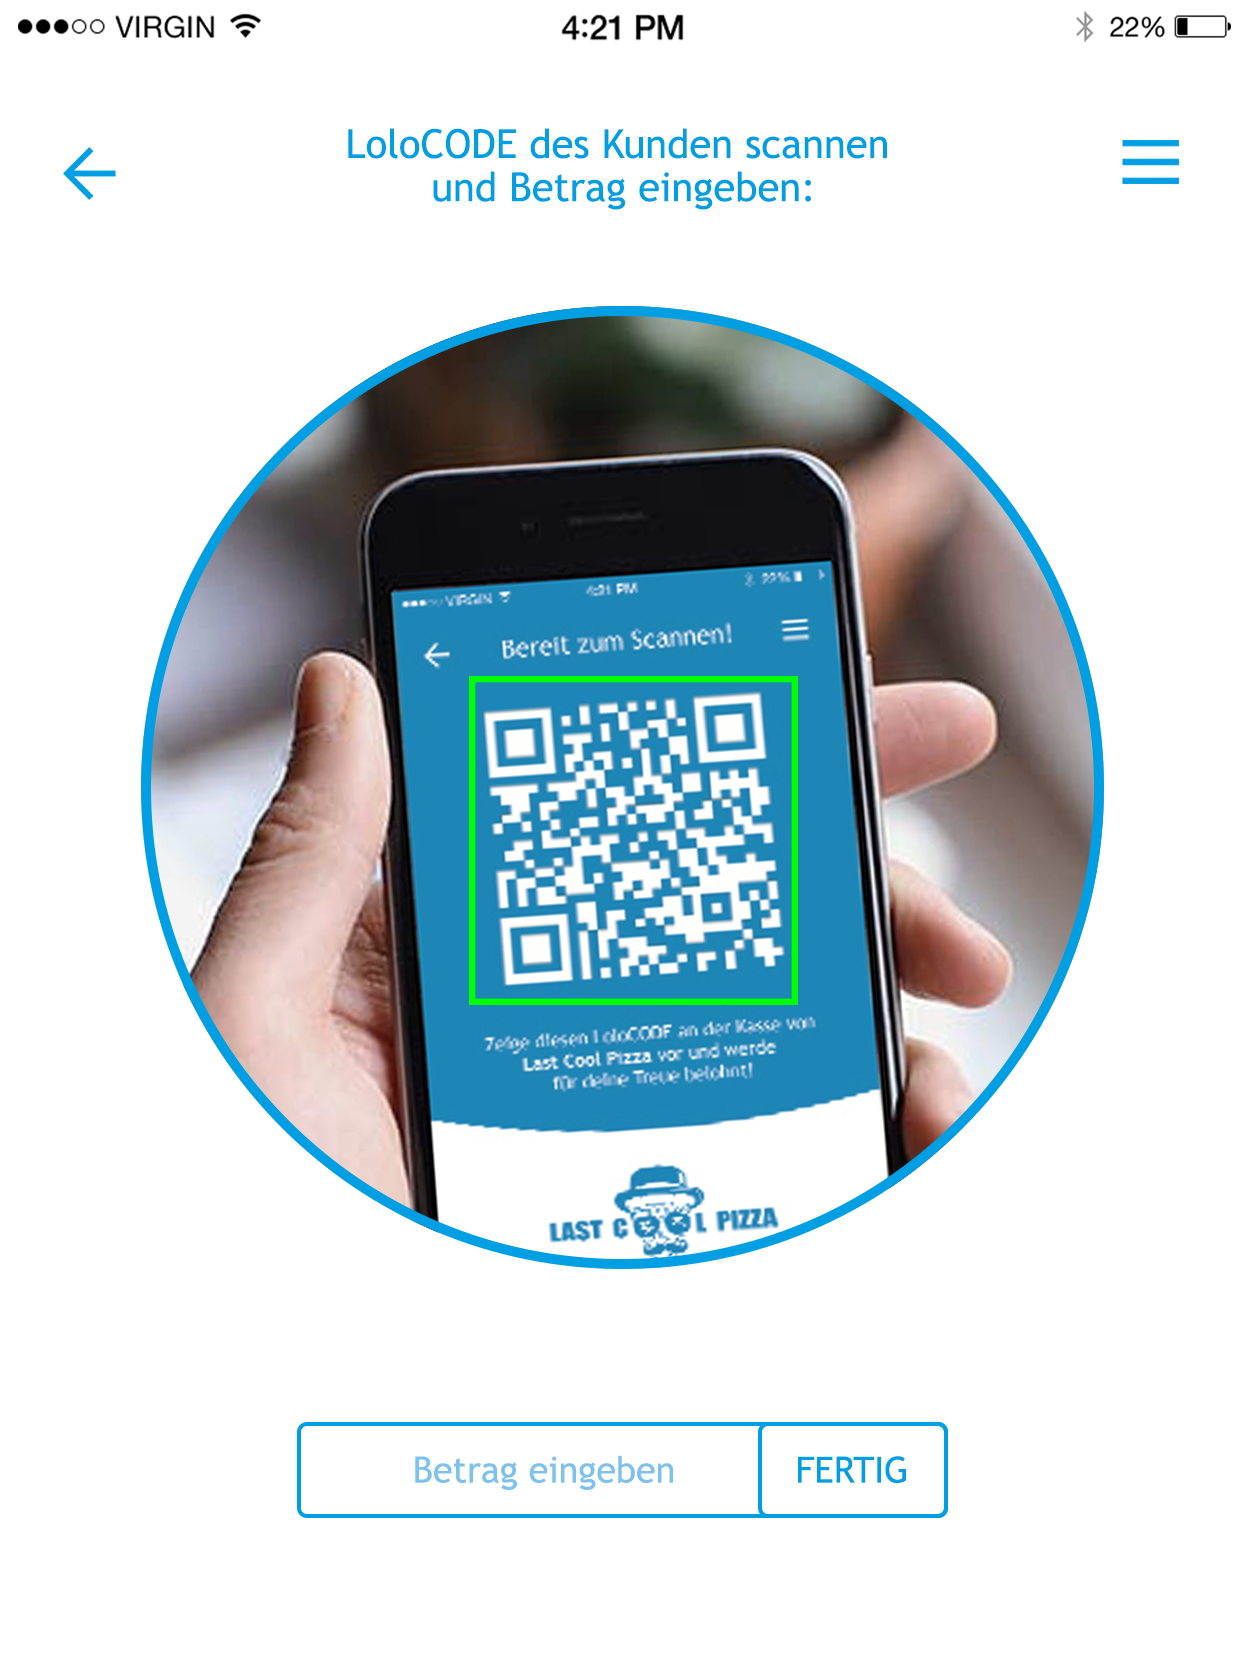 VIRGIN 4:21 PM 22%
LoloCODE des Kunden scannen
und Betrag eingeben:
VIRGIN 4:21 PM 22%
Bereit zum Scannen!
Zeige diesen LoloCODE an der Kasse von
Last Cool Pizza vor und werde
für deine Treue belohnt!
LAST COOL PIZZA
Betrag eingeben
FERTIG